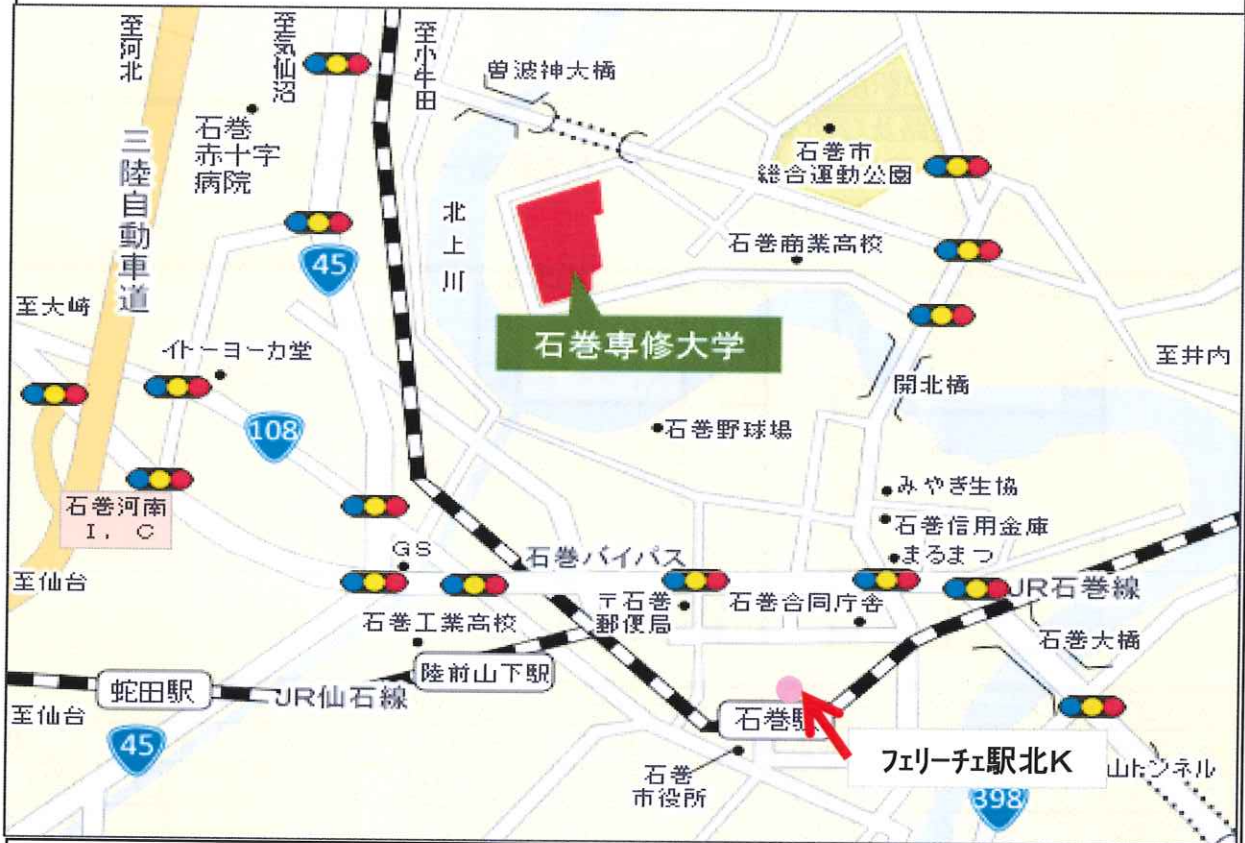 至河北
至気仙沼
至小牛田
曽波神大橋
石巻
赤十字
病院
三陸自動車道
石巻市
総合運動公園
北上川
石巻商業高校
45
至大崎
石巻専修大学
イトーヨーカ堂
至井内
開北橋
108
石巻野球場
みやぎ生協
石巻河南
I. C
石巻信用金庫
GS
石巻バイパス
まるまつ
至仙台
〒石巻
郵便局
石巻合同庁舎
JR石巻線
石巻工業高校
石巻大橋
陸前山下駅
蛇田駅
JR仙石線
至仙台
石巻駅
45
フェリーチェ駅北K
山トンネル
石巻
市役所
398